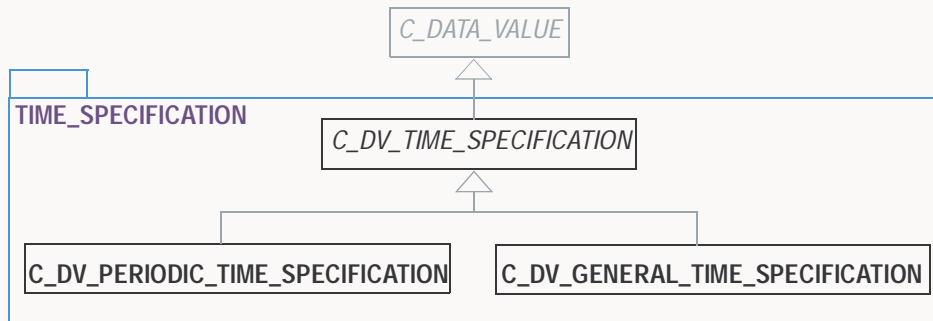 C_DATA_VALUE
TIME_SPECIFICATION
C_DV_TIME_SPECIFICATION
C_DV_PERIODIC_TIME_SPECIFICATION
C_DV_GENERAL_TIME_SPECIFICATION